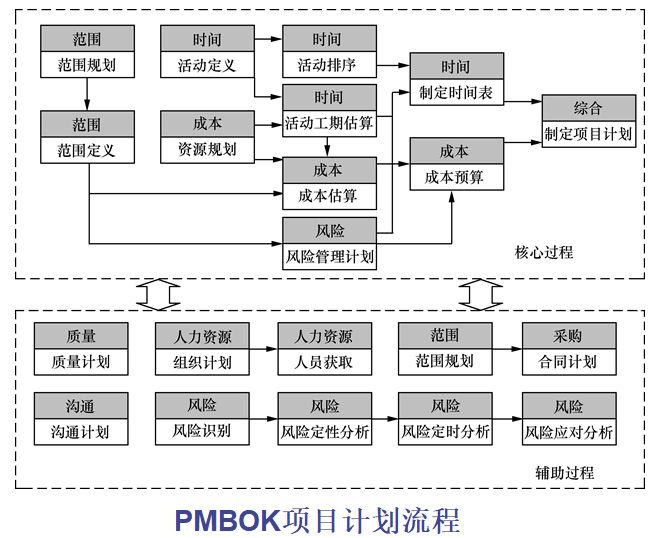 范围
范围规划
时间
活动定义
时间
活动排序
时间
制定时间表
时间
活动工期估算
综合
制定项目计划
范围
范围定义
成本
资源规划
成本
成本估算
成本
成本预算
风险
风险管理计划
核心过程
质量
质量计划
人力资源
组织计划
人力资源
人员获取
范围
范围规划
采购
合同计划
沟通
沟通计划
风险
风险识别
风险
风险定性分析
风险
风险定时分析
风险
风险应对分析
辅助过程
PMBOK项目计划流程